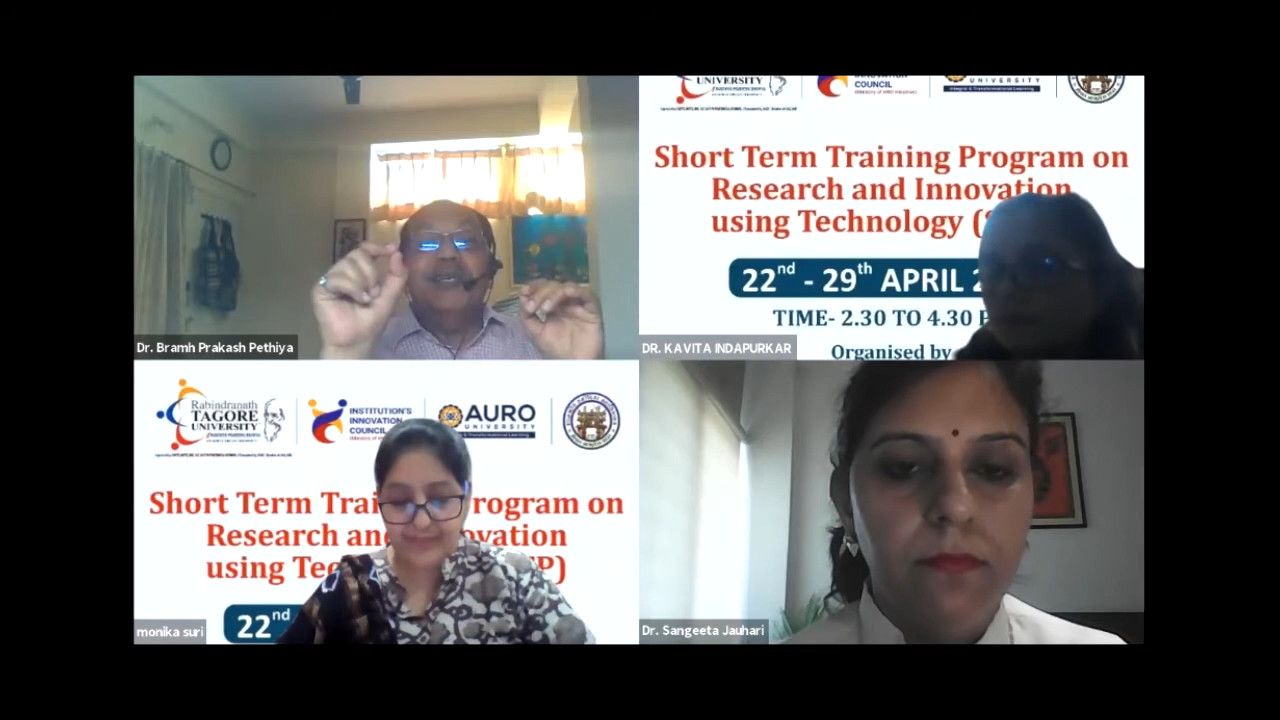 Dr. Bramh Prakash Pethiya
UNIVERSITY
COUNCIL
UNIVERSITY
Short Term Training Program on
Research and Innovation
using Technology (
22nd - 29th APRIL 2
TIME- 2.30 TO 4.30
Organised by
DR. KAVITA INDAPURKAR
Rabindranath
TAGORE
UNIVERSITY
INSTITUTION'S
INNOVATION
COUNCIL
AURO
UNIVERSITY
Short Term Trai rogram on
Research an ovation
using Tec P)
22nd
monika suri
Dr. Sangeeta Jauhari